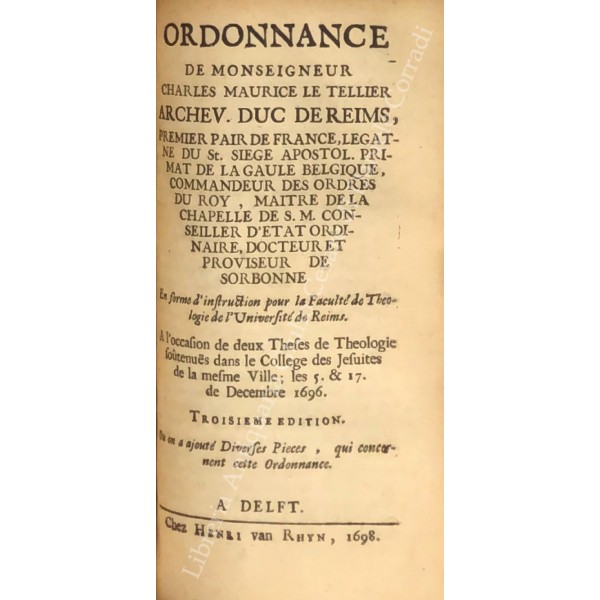 ORDONNANCE
DE MONSEIGNEUR
CHARLES MAURICE LE TELLIER
ARCHEV. DUC DE REIMS,
PREMIER PAIR DE FRANCE, LEGAT-
NE DU St. SIEGE APOSTOL. PRI-
MAT DE LA GAULE BELGIQUE,
COMMANDEUR DES ORDRES
DU ROY, MAITRE DE LA
CHAPELLE DE S. M. CON-
SEILLER D'ETAT ORDI-
NAIRE, DOCTEUR ET
PROVISEUR DE
SORBONNE
En forme d'inſtruction pour la Faculté de Theo-
logie de l'Univerſité de Reims.
A l'occaſion de deux Theſes de Theologie
ſoûtenuës dans le College des Jeſuites
de la meſme Ville; les 5. & 17.
de Decembre 1696.
TROISIEME EDITION.
Ou on a ajouté Diverſes Pieces, qui concer-
nent cette Ordonnance.
A DELFT.
Chez HENRI van RHYN, 1698.
Libreria Antiquaria Corradi